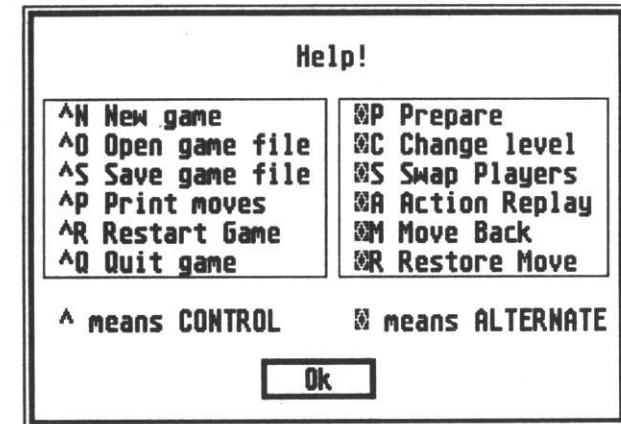 Help!
^N New game
^O Open game file
^S Save game file
^P Print moves
^R Restart Game
^Q Quit game
◊P Prepare
◊C Change level
◊S Swap Players
◊A Action Replay
◊M Move Back
◊R Restore Move
^ means CONTROL
◊ means ALTERNATE
Ok